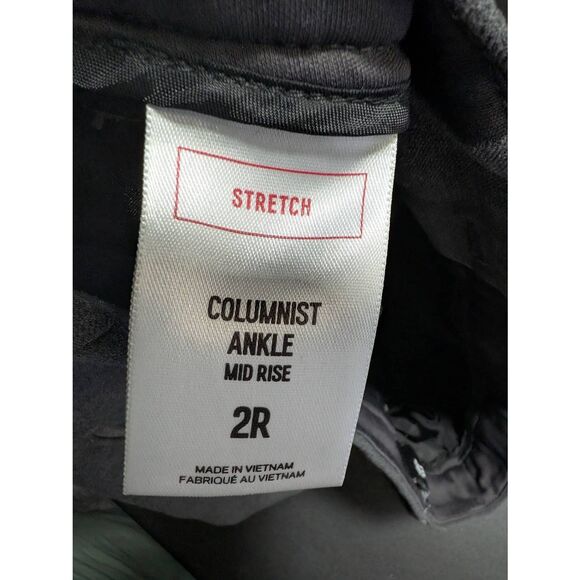 STRETCH
COLUMNIST
ANKLE
MID RISE
2R
MADE IN VIETNAM
FABRIQUÉ AU VIETNAM